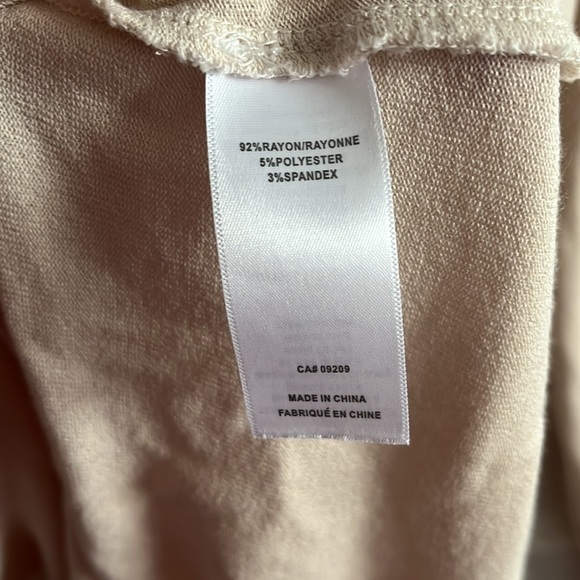 92%RAYON/RAYONNE
5%POLYESTER
3%SPANDEX
CA# 09209
MADE IN CHINA
FABRIQUÉ EN CHINE